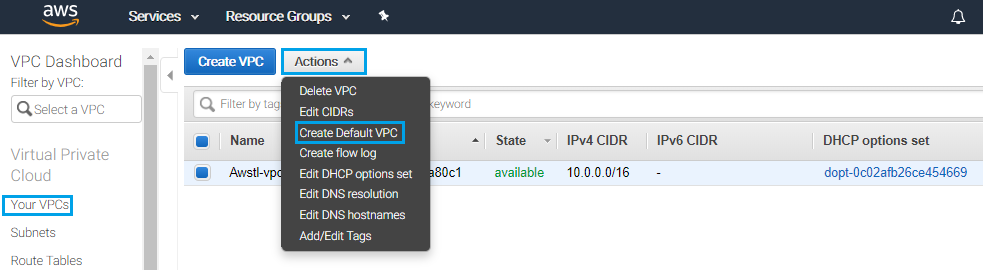 aws Services Resource Groups
VPC Dashboard
Filter by VPC:
Select a VPC
Virtual Private
Cloud
Your VPCs
Subnets
Route Tables
Create VPC Actions
Delete VPC
Edit CIDRs
Create Default VPC
Create flow log
Edit DHCP options set
Edit DNS resolution
Edit DNS hostnames
Add/Edit Tags
Filter by tag keyword
Name State IPv4 CIDR IPv6 CIDR DHCP options set
Awstl-vpc a80c1 available 10.0.0.0/16 - dopt-0c02afb26ce454669